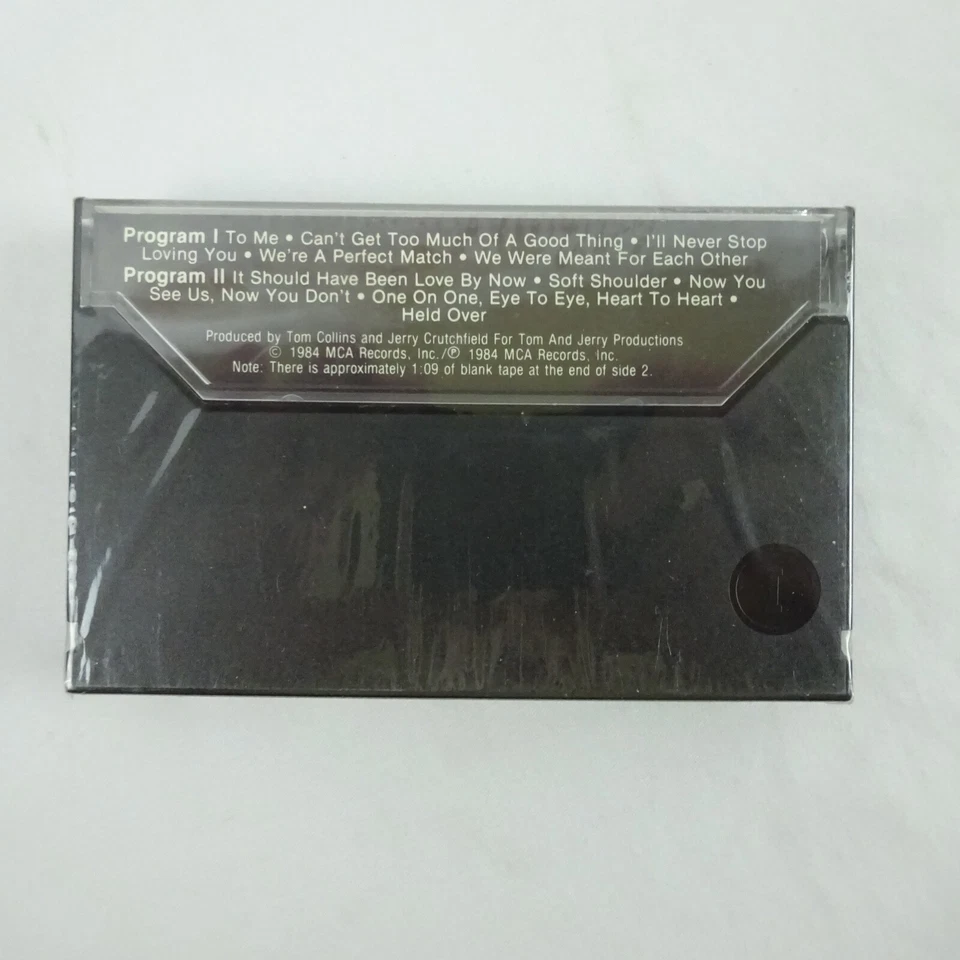 Program I To Me • Can't Get Too Much Of A Good Thing • I'll Never Stop
Loving You • We're A Perfect Match • We Were Meant For Each Other
Program II It Should Have Been Love By Now • Soft Shoulder • Now You
See Us, Now You Don't • One On One, Eye To Eye, Heart To Heart •
Held Over
Produced by Tom Collins and Jerry Crutchfield For Tom And Jerry Productions
© 1984 MCA Records, Inc./℗ 1984 MCA Records, Inc.
Note: There is approximately 1:09 of blank tape at the end of side 2.
1